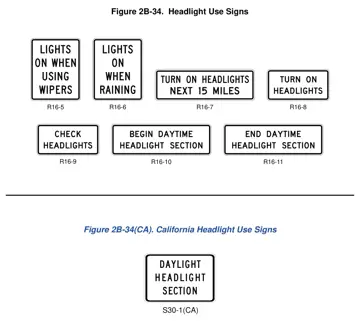 Figure 2B-34. Headlight Use Signs
LIGHTS
ON WHEN
USING
WIPERS
R16-5
LIGHTS
ON
WHEN
RAINING
R16-6
TURN ON HEADLIGHTS
NEXT 15 MILES
R16-7
TURN ON
HEADLIGHTS
R16-8
CHECK
HEADLIGHTS
R16-9
BEGIN DAYTIME
HEADLIGHT SECTION
R16-10
END DAYTIME
HEADLIGHT SECTION
R16-11
Figure 2B-34(CA). California Headlight Use Signs
DAYLIGHT
HEADLIGHT
SECTION
S30-1(CA)